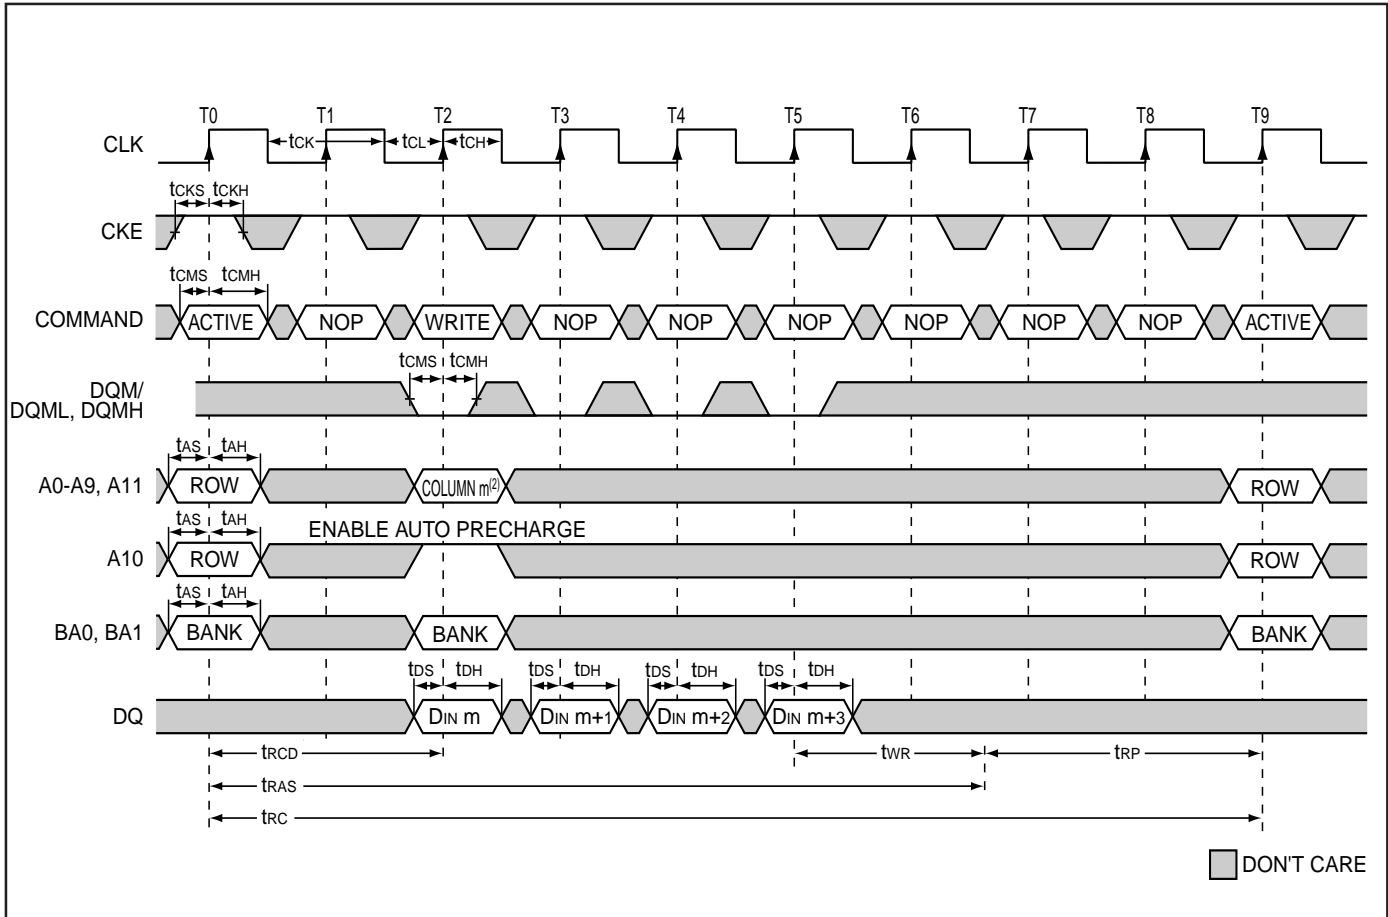 T0 T1 T2 T3 T4 T5 T6 T7 T8 T9
CLK tCK tCL tCH
tCKS tCKH
CKE
tCMS tCMH
COMMAND ACTIVE NOP WRITE NOP NOP NOP NOP NOP NOP ACTIVE
tCMS tCMH
DQM/
DQML, DQMH
tAS tAH
A0-A9, A11 ROW COLUMN m(2) ROW
tAS tAH ENABLE AUTO PRECHARGE
A10 ROW ROW
tAS tAH
BA0, BA1 BANK BANK BANK
tDS tDH tDS tDH tDS tDH tDS tDH
DQ DIN m DIN m+1 DIN m+2 DIN m+3
tRCD tWR tRP
tRAS
tRC
DON'T CARE